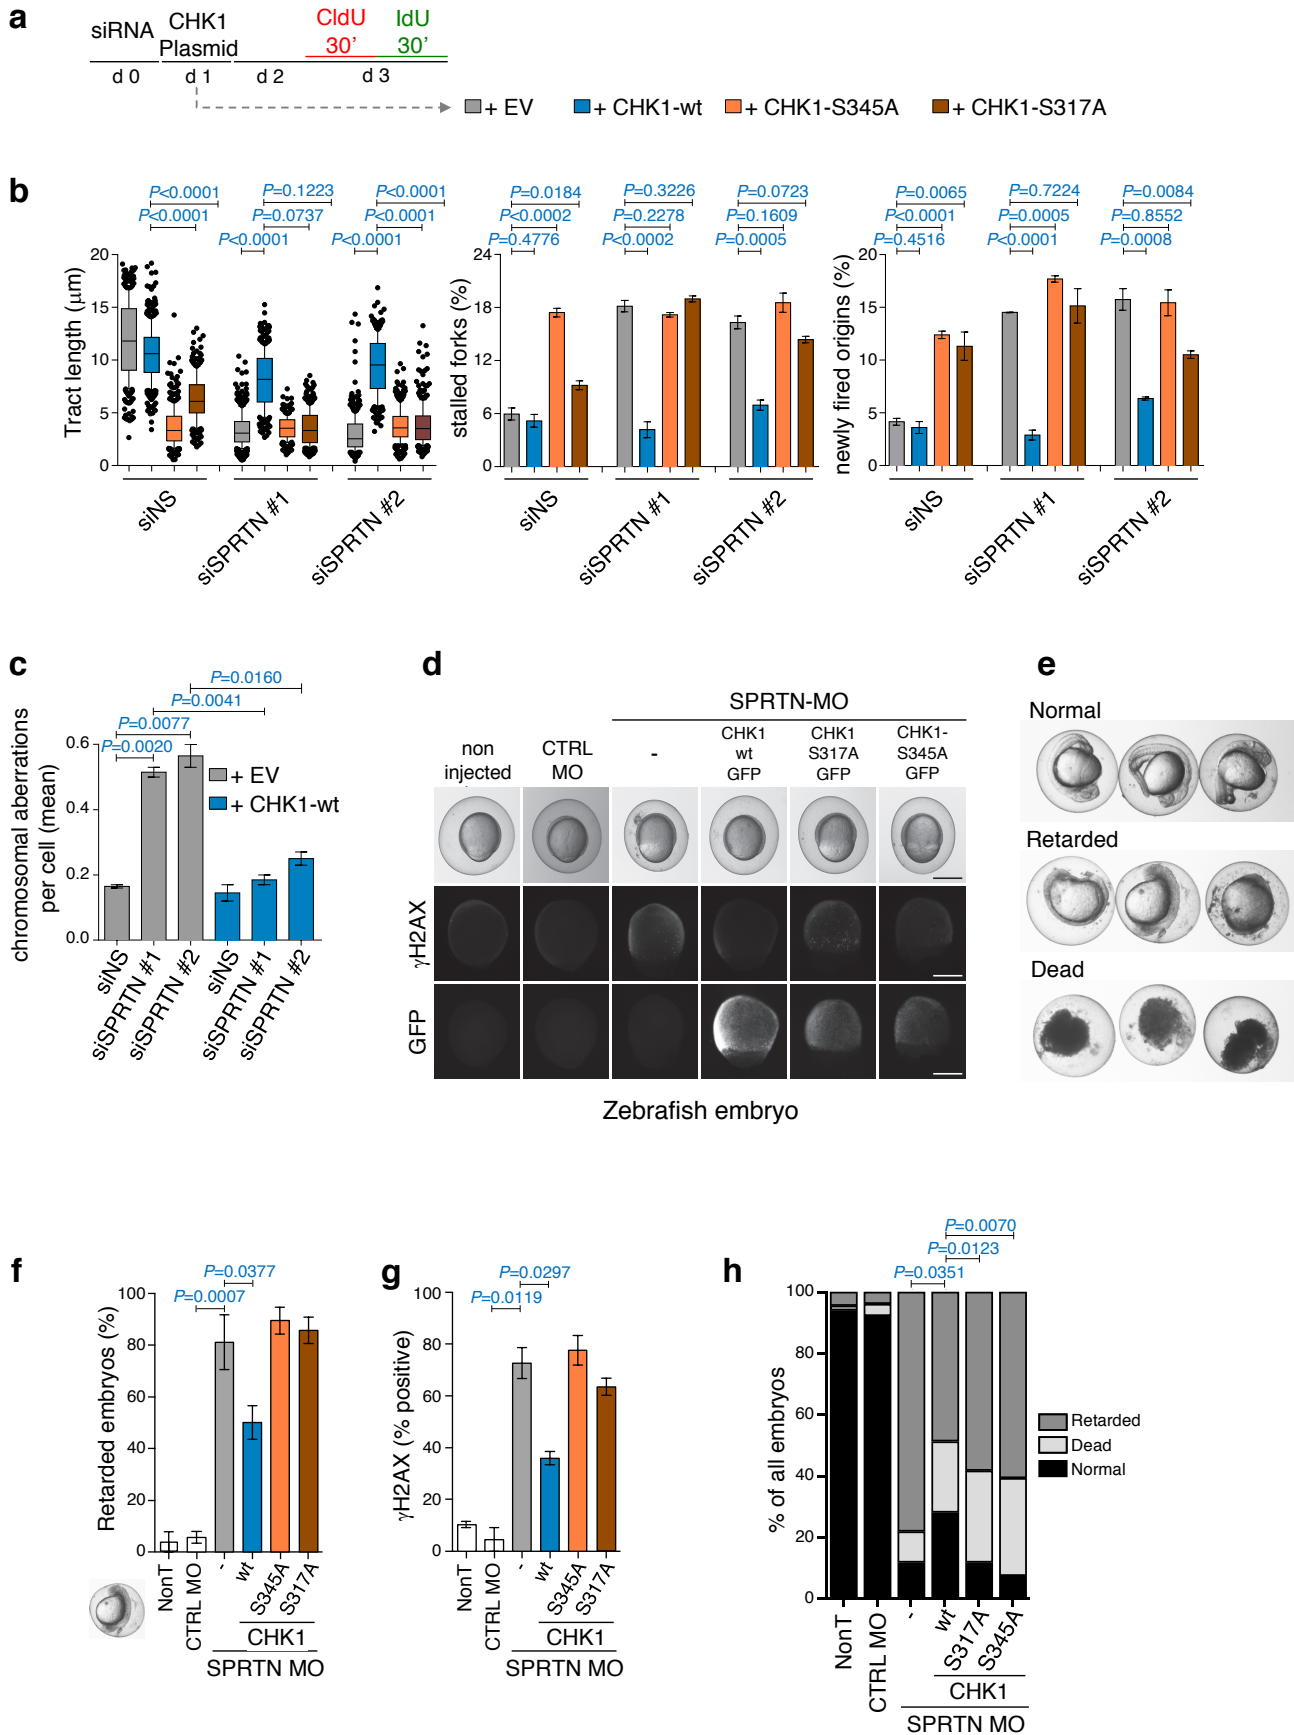 a
siRNA
CHK1
Plasmid
CldU
30'
IdU
30'
d 0
d 1
d 2
d 3
+ EV
+ CHK1-wt
+ CHK1-S345A
+ CHK1-S317A
b
P<0.0001
P<0.0001
P=0.1223
P=0.0737
P<0.0001
P<0.0001
P<0.0001
P<0.0001
Tract length (μm)
20
15
10
5
0
siNS
siSPRTN #1
siSPRTN #2
P=0.0184
P<0.0002
P=0.4776
P=0.3226
P=0.2278
P<0.0002
P=0.0723
P=0.1609
P=0.0005
stalled forks (%)
24
18
12
6
0
siNS
siSPRTN #1
siSPRTN #2
P=0.0065
P<0.0001
P=0.4516
P=0.7224
P=0.0005
P<0.0001
P=0.0084
P=0.8552
P=0.0008
newly fired origins (%)
20
15
10
5
0
siNS
siSPRTN #1
siSPRTN #2
c
P=0.0160
P=0.0041
P=0.0077
P=0.0020
chromosomal aberrations
per cell (mean)
0.6
0.4
0.2
0.0
+ EV
+ CHK1-wt
siNS
siSPRTN #1
siSPRTN #2
siNS
siSPRTN #1
siSPRTN #2
d
SPRTN-MO
non
injected
CTRL
MO
-
CHK1
wt
GFP
CHK1
S317A
GFP
CHK1-
S345A
GFP
γH2AX
GFP
Zebrafish embryo
e
Normal
Retarded
Dead
f
P=0.0377
P=0.0007
Retarded embryos (%)
100
80
60
40
20
0
NonT
CTRL MO
-
wt
S345A
S317A
CHK1
SPRTN MO
g
P=0.0297
P=0.0119
γH2AX (% positive)
100
80
60
40
20
0
NonT
CTRL MO
-
wt
S345A
S317A
CHK1
SPRTN MO
h
P=0.0070
P=0.0123
P=0.0351
% of all embryos
100
80
60
40
20
0
Retarded
Dead
Normal
NonT
CTRL MO
-
wt
S317A
S345A
CHK1
SPRTN MO